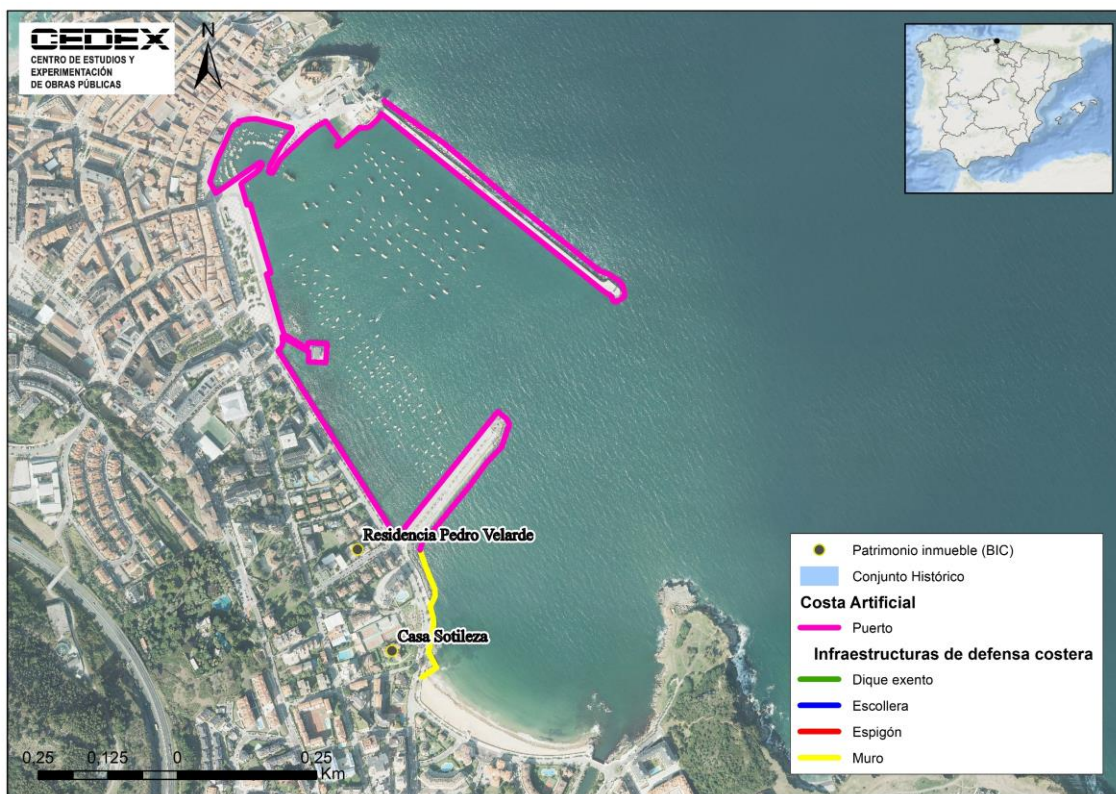 CEDEX
CENTRO DE ESTUDIOS Y
EXPERIMENTACIÓN
DE OBRAS PÚBLICAS
N
Residencia Pedro Velarde
Casa Sotileza
0,25 0,125 0 0,25
Km
Patrimonio inmueble (BIC)
Conjunto Histórico
Costa Artificial
Puerto
Infraestructuras de defensa costera
Dique exento
Escollera
Espigón
Muro